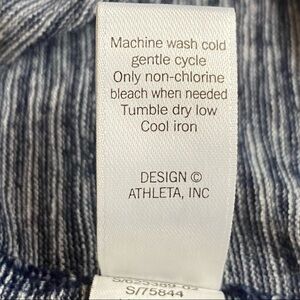 Machine wash cold
gentle cycle
Only non-chlorine
bleach when needed
Tumble dry low
Cool iron
DESIGN ©
ATHLETA, INC
S/75844